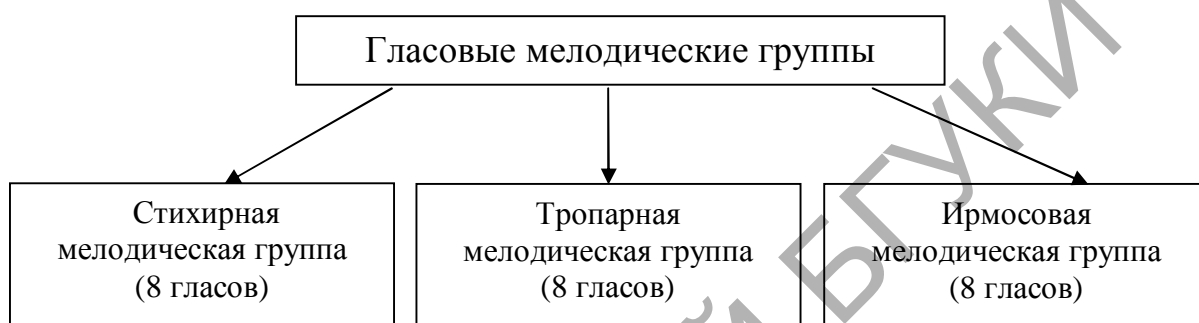 Гласовые мелодические группы
Стихирная
мелодическая группа
(8 гласов)
Тропарная
мелодическая группа
(8 гласов)
Ирмосовая
мелодическая группа
(8 гласов)
Й БГУКИ